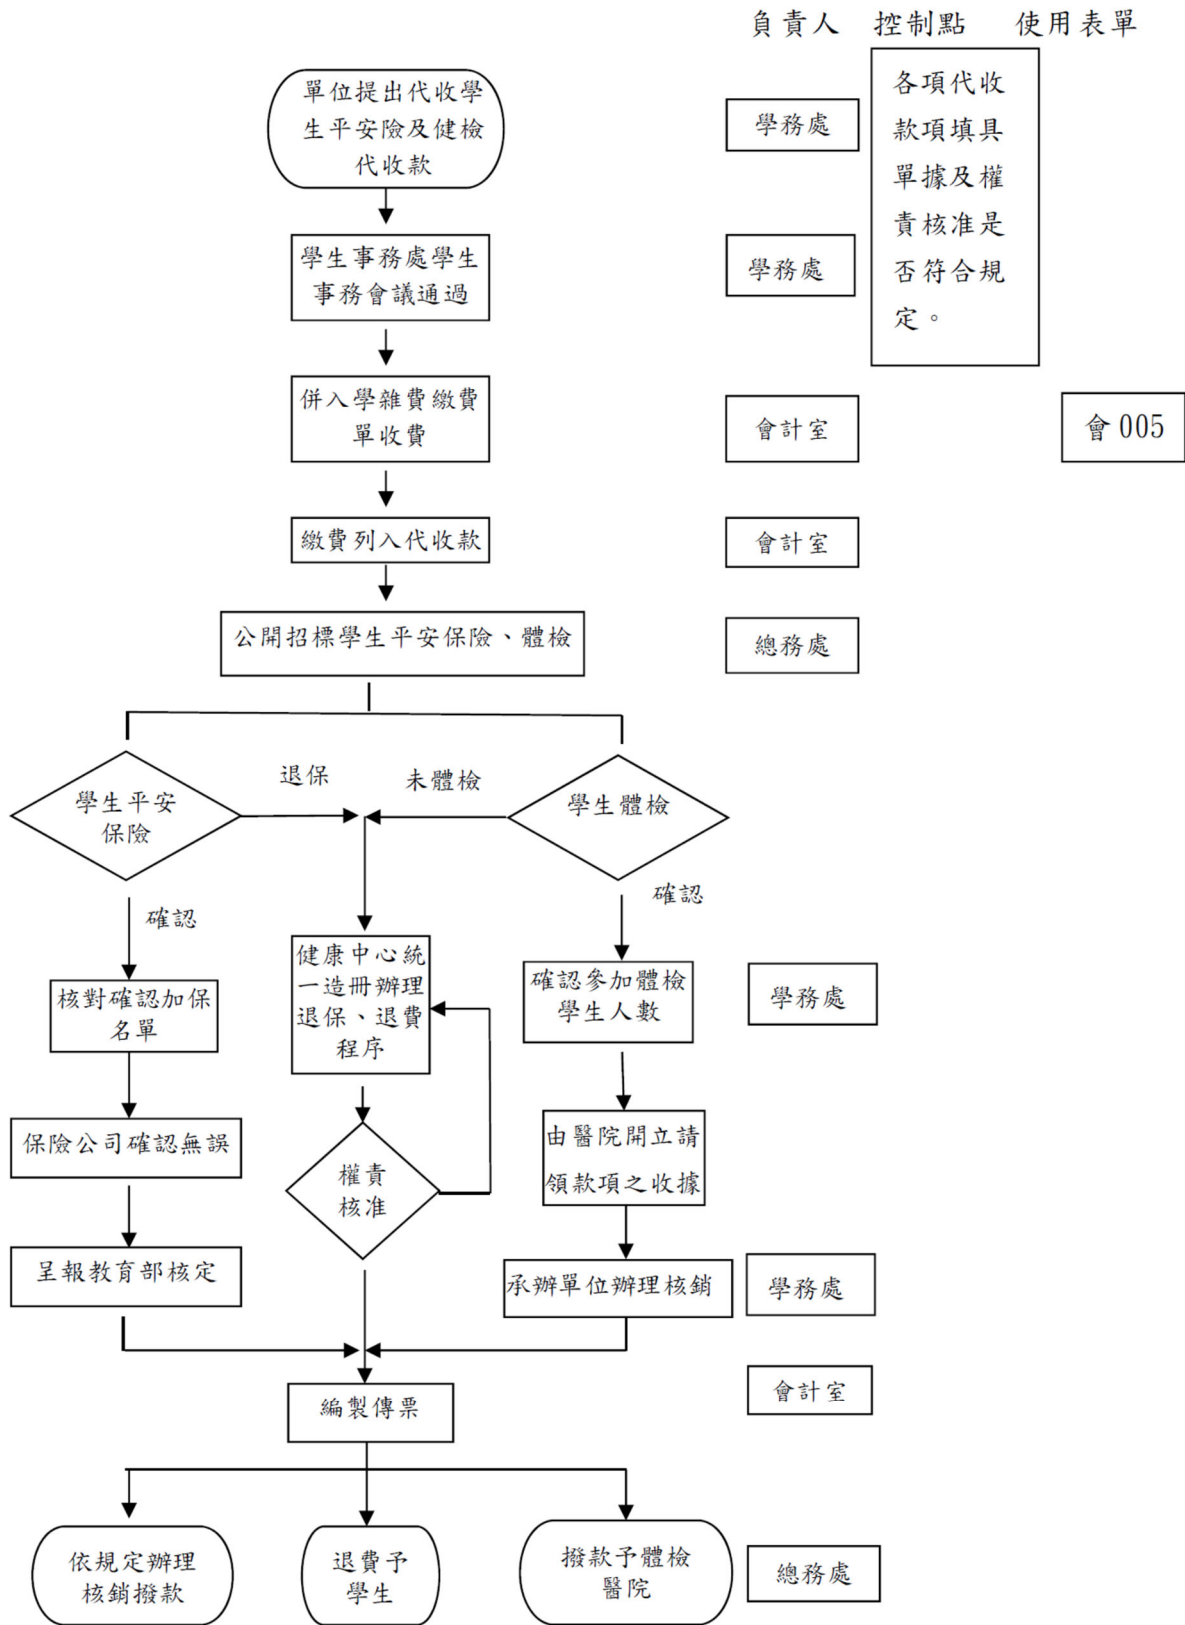 負責人 控制點 使用表單
單位提出代收學
生平安險及健檢
代收款
學務處
各項代收
款項填具
單據及權
責核准是
否符合規
定。
學生事務處學生
事務會議通過
學務處
併入學雜費繳費
單收費
會計室
會005
繳費列入代收款
會計室
公開招標學生平安保險、體檢
總務處
學生平安
保險
退保
未體檢
學生體檢
確認
確認
核對確認加保
名單
健康中心統
一造冊辦理
退保、退費
程序
確認參加體檢
學生人數
學務處
保險公司確認無誤
權責
核准
由醫院開立請
領款項之收據
呈報教育部核定
承辦單位辦理核銷
學務處
編製傳票
會計室
依規定辦理
核銷撥款
退費予
學生
撥款予體檢
醫院
總務處